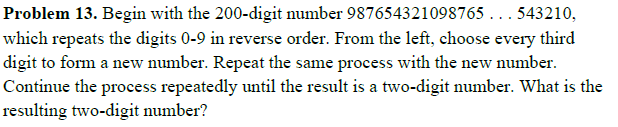 Problem 13. Begin with the 200-digit number 987654321098765 . . . 543210,
which repeats the digits 0-9 in reverse order. From the left, choose every third
digit to form a new number. Repeat the same process with the new number.
Continue the process repeatedly until the result is a two-digit number. What is the
resulting two-digit number?